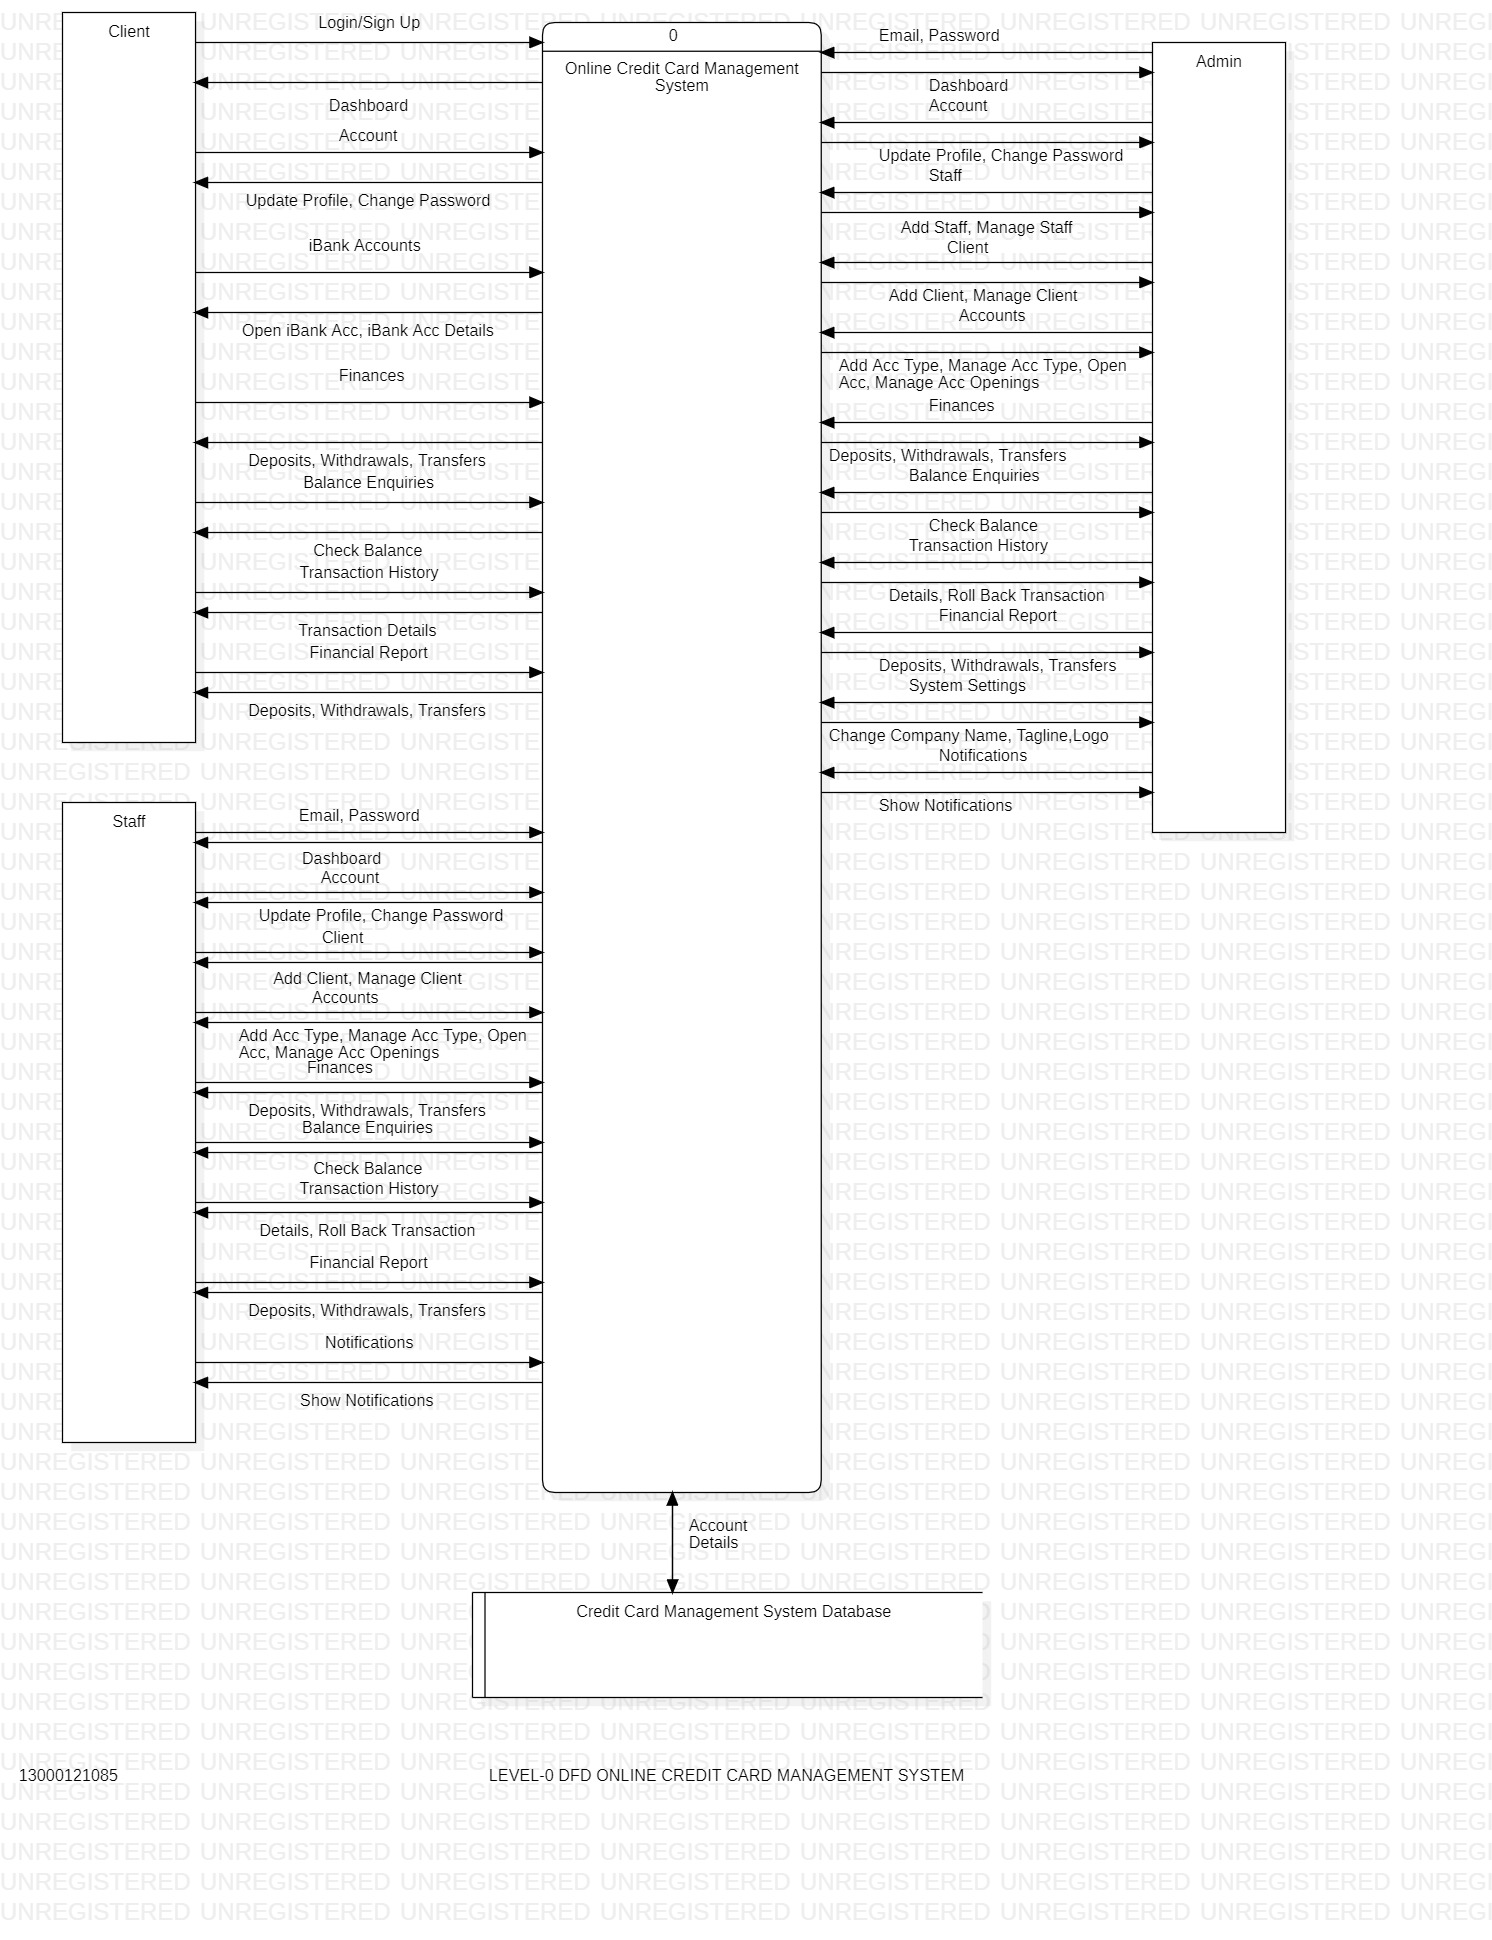 Client
Login/Sign Up
Dashboard
Account
Update Profile, Change Password
iBank Accounts
Open iBank Acc, iBank Acc Details
Finances
Deposits, Withdrawals, Transfers
Balance Enquiries
Check Balance
Transaction History
Transaction Details
Financial Report
Deposits, Withdrawals, Transfers
0
Online Credit Card Management
System
Email, Password
Admin
Dashboard
Account
Update Profile, Change Password
Staff
Add Staff, Manage Staff
Client
Add Client, Manage Client
Accounts
Add Acc Type, Manage Acc Type, Open
Acc, Manage Acc Openings
Finances
Deposits, Withdrawals, Transfers
Balance Enquiries
Check Balance
Transaction History
Details, Roll Back Transaction
Financial Report
Deposits, Withdrawals, Transfers
System Settings
Change Company Name, Tagline,Logo
Notifications
Show Notifications
Staff
Email, Password
Dashboard
Account
Update Profile, Change Password
Client
Add Client, Manage Client
Accounts
Add Acc Type, Manage Acc Type, Open
Acc, Manage Acc Openings
Finances
Deposits, Withdrawals, Transfers
Balance Enquiries
Check Balance
Transaction History
Details, Roll Back Transaction
Financial Report
Deposits, Withdrawals, Transfers
Notifications
Show Notifications
Account
Details
Credit Card Management System Database
13000121085
LEVEL-0 DFD ONLINE CREDIT CARD MANAGEMENT SYSTEM
UNREGISTERED